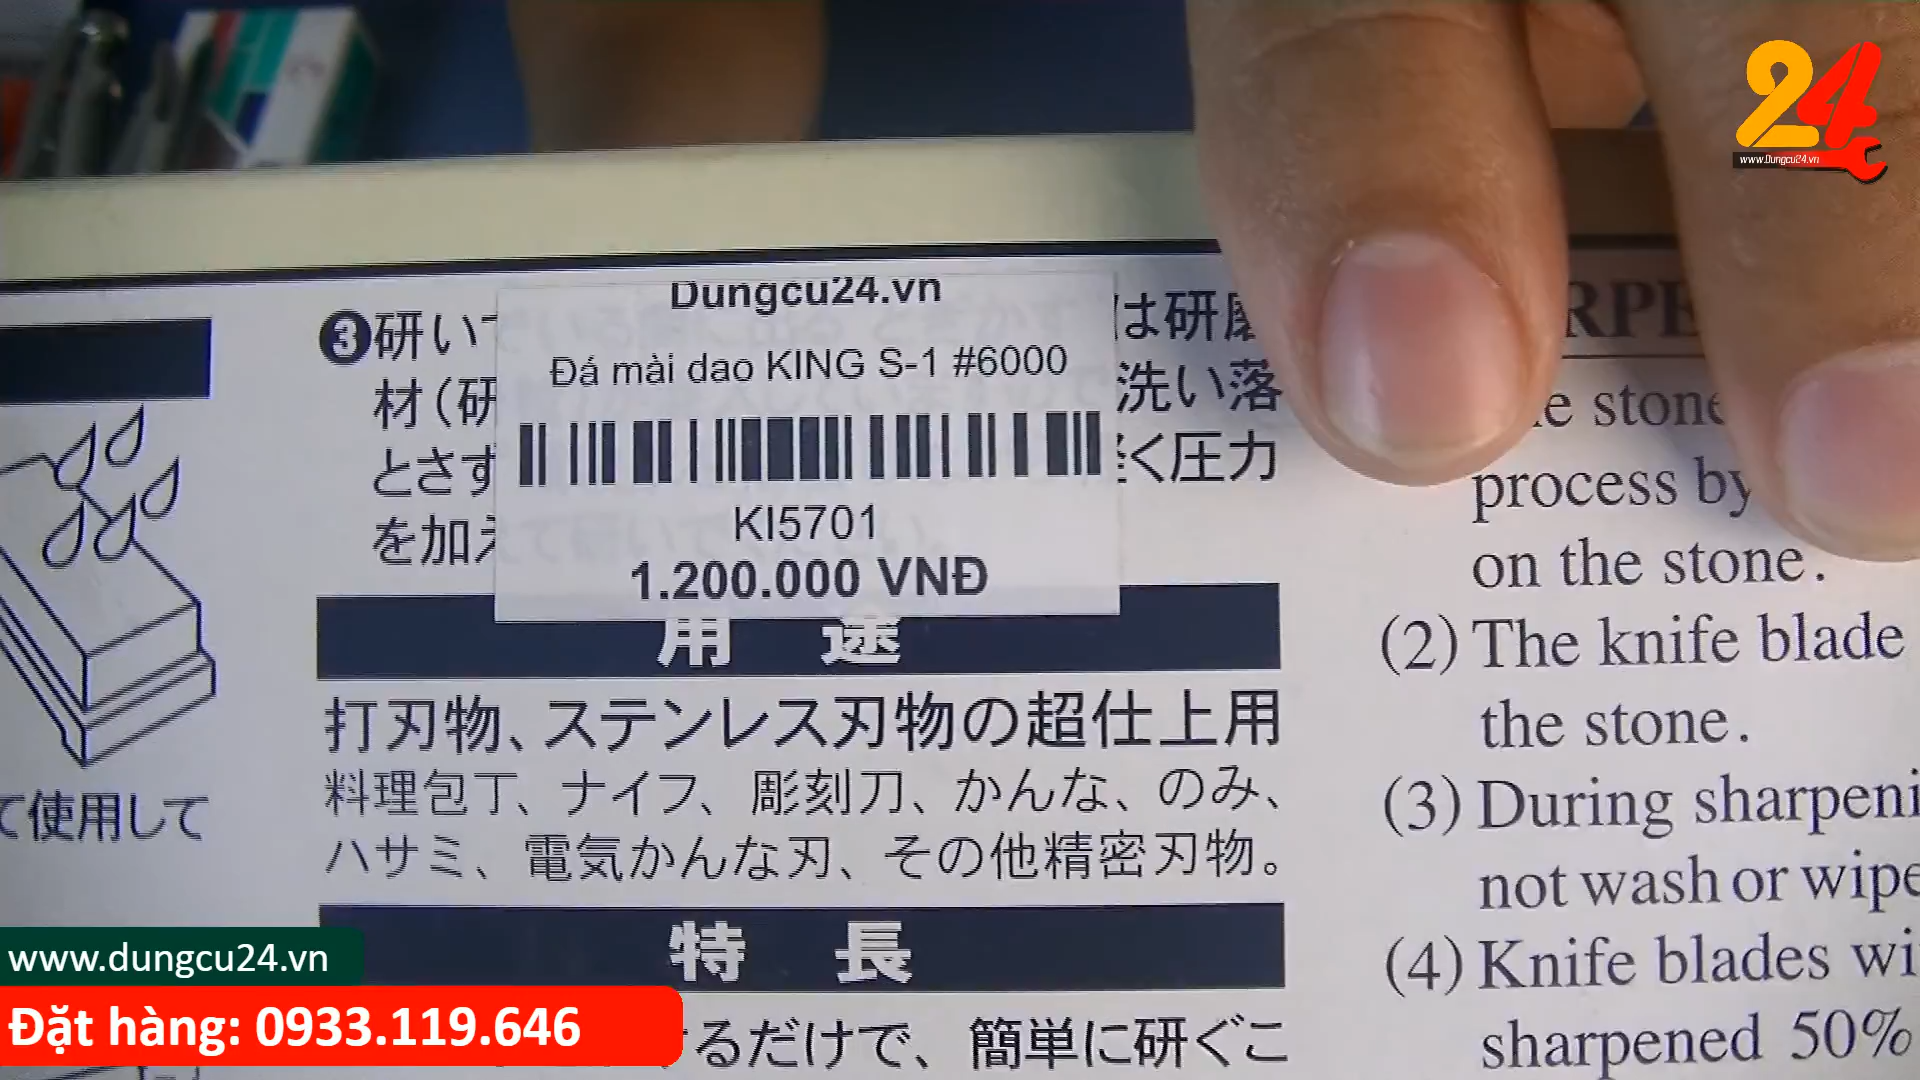 24
www.Dungcu24.vn
Dungcu24.vn
Đá mài dao KING S-1 #6000
KI5701
1.200.000 VNĐ
❸研い
は研磨
材(研
洗い落
とさず
く圧力
を加え
用途
打刃物、ステンレス刃物の超仕上用
料理包丁、ナイフ、彫刻刀、かんな、のみ、
ハサミ、電気かんな刃、その他精密刃物。
特長
るだけで、簡単に研ぐこ
て使用して
stone
process by
on the stone.
(2) The knife blade
the stone.
(3) During sharpeni
not wash or wipe
(4) Knife blades wi
sharpened 50%
www.dungcu24.vn
Đặt hàng: 0933.119.646